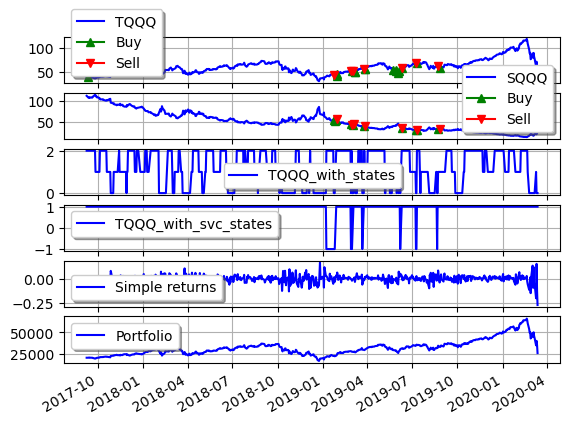 TQQQ
Buy
Sell
100
50
SQQQ
Buy
Sell
100
50
2
0
TQQQ_with_states
1
−1
TQQQ_with_svc_states
0.00
−0.25
Simple returns
50000
25000
Portfolio
2017-10 2018-01 2018-04 2018-07 2018-10 2019-01 2019-04 2019-07 2019-10 2020-01 2020-04